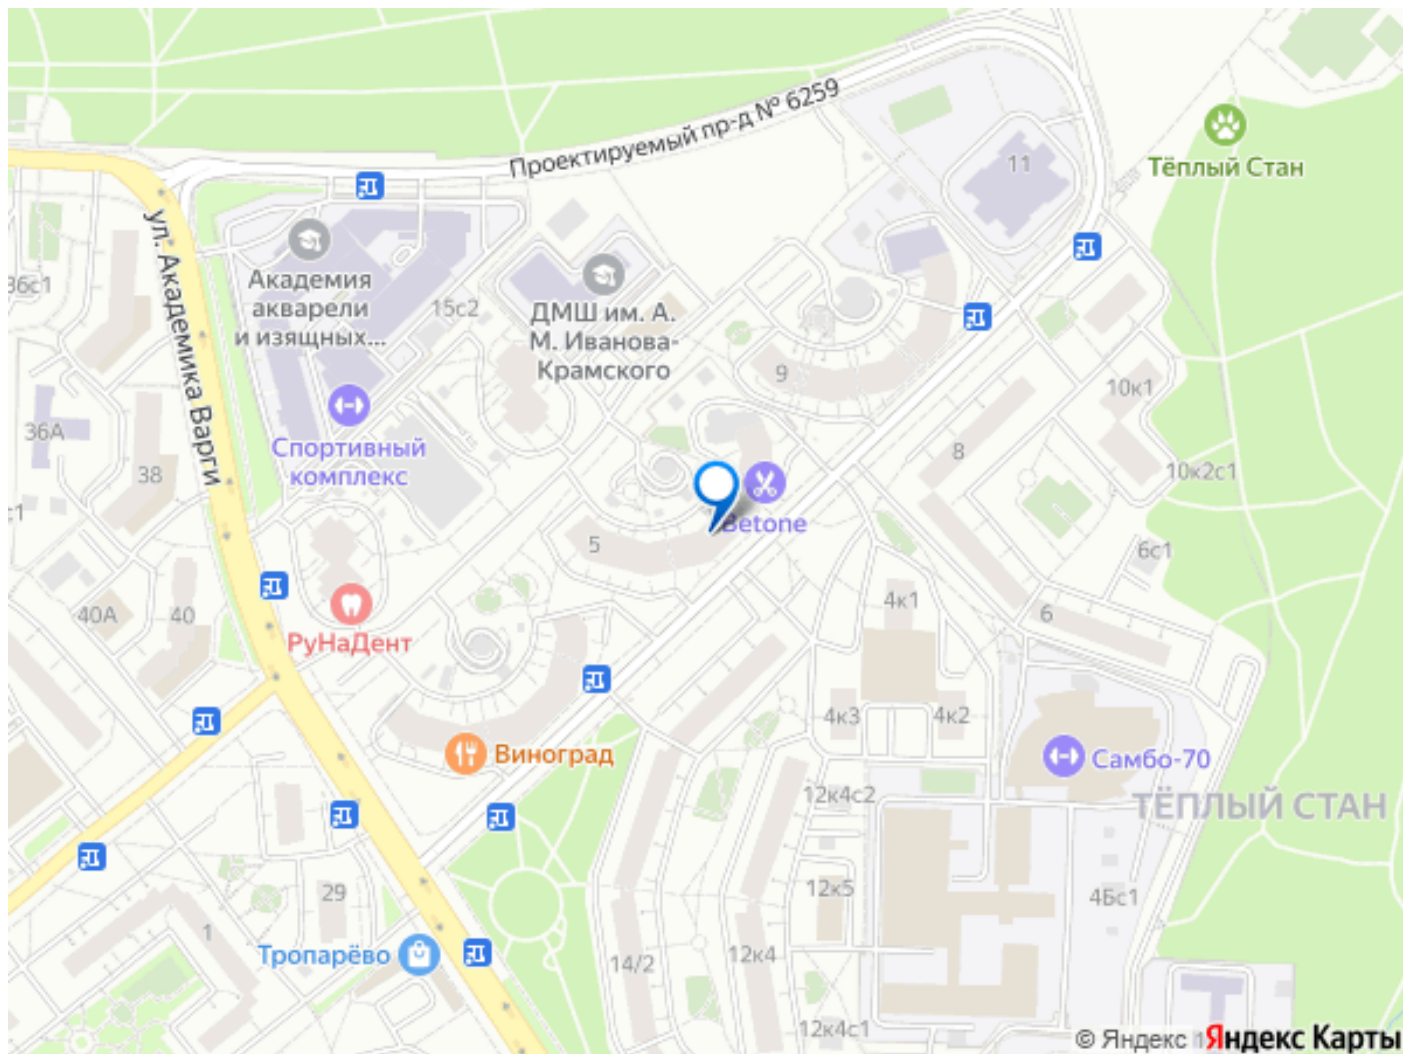 Проектируемый пр-д № 6259
11
Тёплый Стан
ул. Академика Варги
36с1
Академия
акварели
и изящных...
15с2
ДМШ им. А.
М. Иванова-
Крамского
9
10к1
36А
38
Спортивный
комплекс
8
10к2с1
5
Betone
6с1
40А
40
РуНаДент
4к1
6
4к3
4к2
Виноград
Самбо-70
ТЁПЛЫЙ СТАН
12к4с2
12к5
4Бс1
29
1
Тропарёво
14/2
12к4
12к4с1
© Яндекс
Яндекс Карты